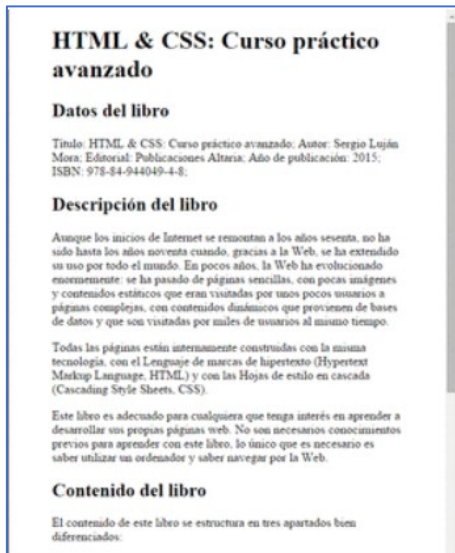 HTML & CSS: Curso práctico
avanzado
Datos del libro
Titulo: HTML & CSS: Curso práctico avanzado; Autor: Sergio Luján
Mora; Editorial: Publicaciones Altaria; Año de publicación: 2015;
ISBN: 978-84-944049-4-8;
Descripción del libro
Aunque los inicios de Internet se remontan a los años sesenta, no ha
sido hasta los años noventa cuando, gracias a la Web, se ha extendido
su uso por todo el mundo. En pocos años, la Web ha evolucionado
enormemente: se ha pasado de páginas sencillas, con pocas imágenes
y contenidos estáticos que eran visitadas por unos pocos usuarios a
páginas complejas, con contenidos dinámicos que provienen de bases
de datos y que son visitadas por miles de usuarios al mismo tiempo.
Todas las páginas están internamente construidas con la misma
tecnología, con el Lenguaje de marcas de hipertexto (Hypertext
Markup Language, HTML) y con las Hojas de estilo en cascada
(Cascading Style Sheets, CSS).
Este libro es adecuado para cualquiera que tenga interés en aprender a
desarrollar sus propias páginas web. No son necesarios conocimientos
previos para aprender con este libro, lo único que es necesario es
saber utilizar un ordenador y saber navegar por la Web.
Contenido del libro
El contenido de este libro se estructura en tres apartados bien
diferenciados: